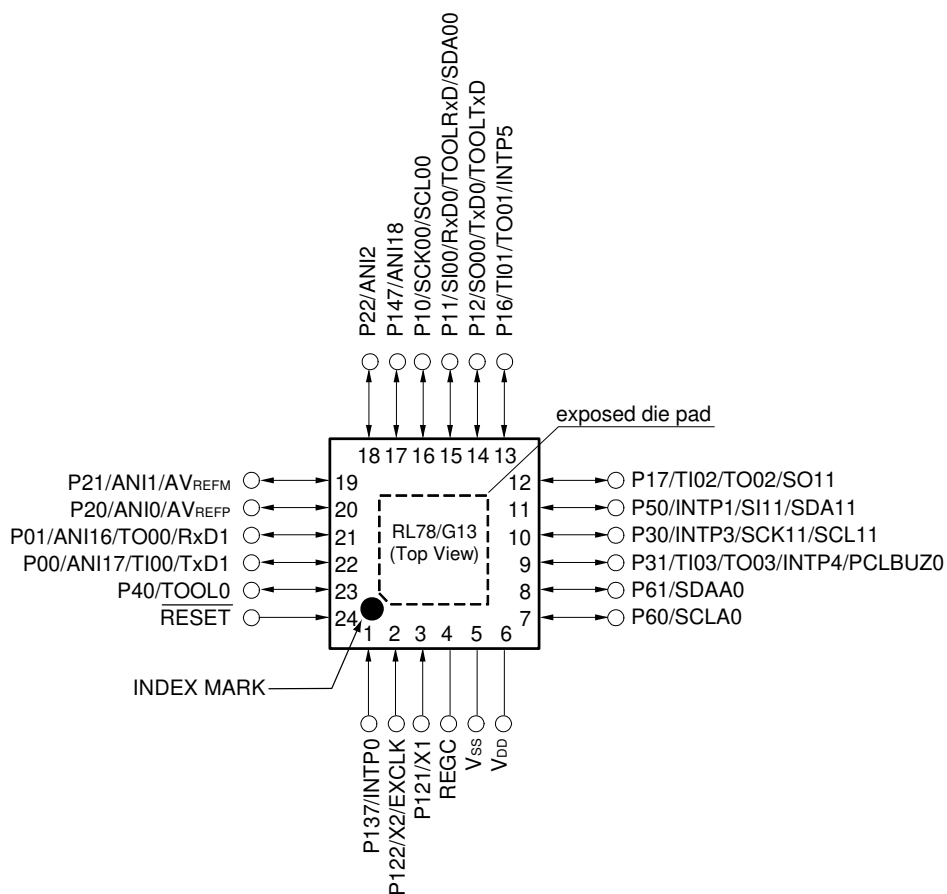 P22/ANI2
P147/ANI18
P10/SCK00/SCL00
P11/SI00/RxD0/TOOLRxD/SDA00
P12/SO00/TxD0/TOOLTxD
P16/TI01/TO01/INTP5
exposed die pad
18 17 16 15 14 13
P21/ANI1/AVREFM 19
P20/ANI0/AVREFP 20
P01/ANI16/TO00/RxD1 21
P00/ANI17/TI00/TxD1 22
P40/TOOL0 23
RESET 24
RL78/G13
(Top View)
12 P17/TI02/TO02/SO11
11 P50/INTP1/SI11/SDA11
10 P30/INTP3/SCK11/SCL11
9 P31/TI03/TO03/INTP4/PCLBUZ0
8 P61/SDAA0
7 P60/SCLA0
1 2 3 4 5 6
INDEX MARK
P137/INTP0
P122/X2/EXCLK
P121/X1
REGC
VSS
VDD